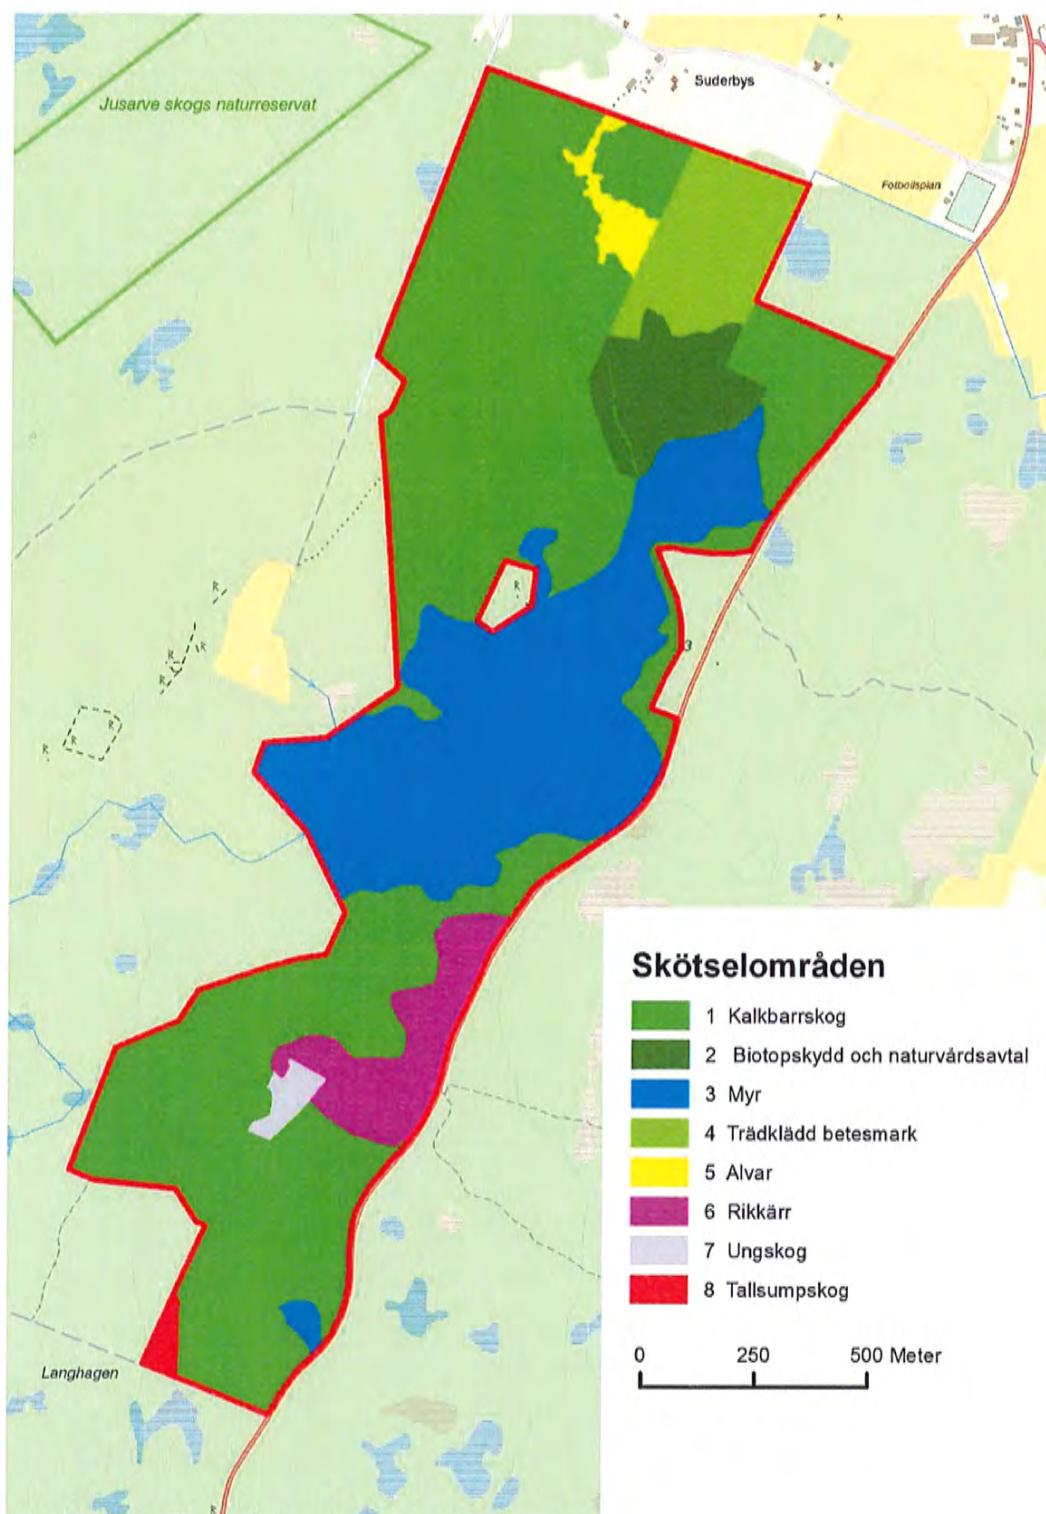 Suderbys
Jusarve skogs naturreservat
Fotbollsplan
R
R
3
R
R
R
R
R
R
R
R
Skötselområden
1 Kalkbarrskog
2 Biotopskydd och naturvårdsavtal
3 Myr
4 Trädklädd betesmark
5 Alvar
6 Rikkärr
7 Ungskog
8 Tallsumpskog
0 250 500 Meter
Langhagen
R